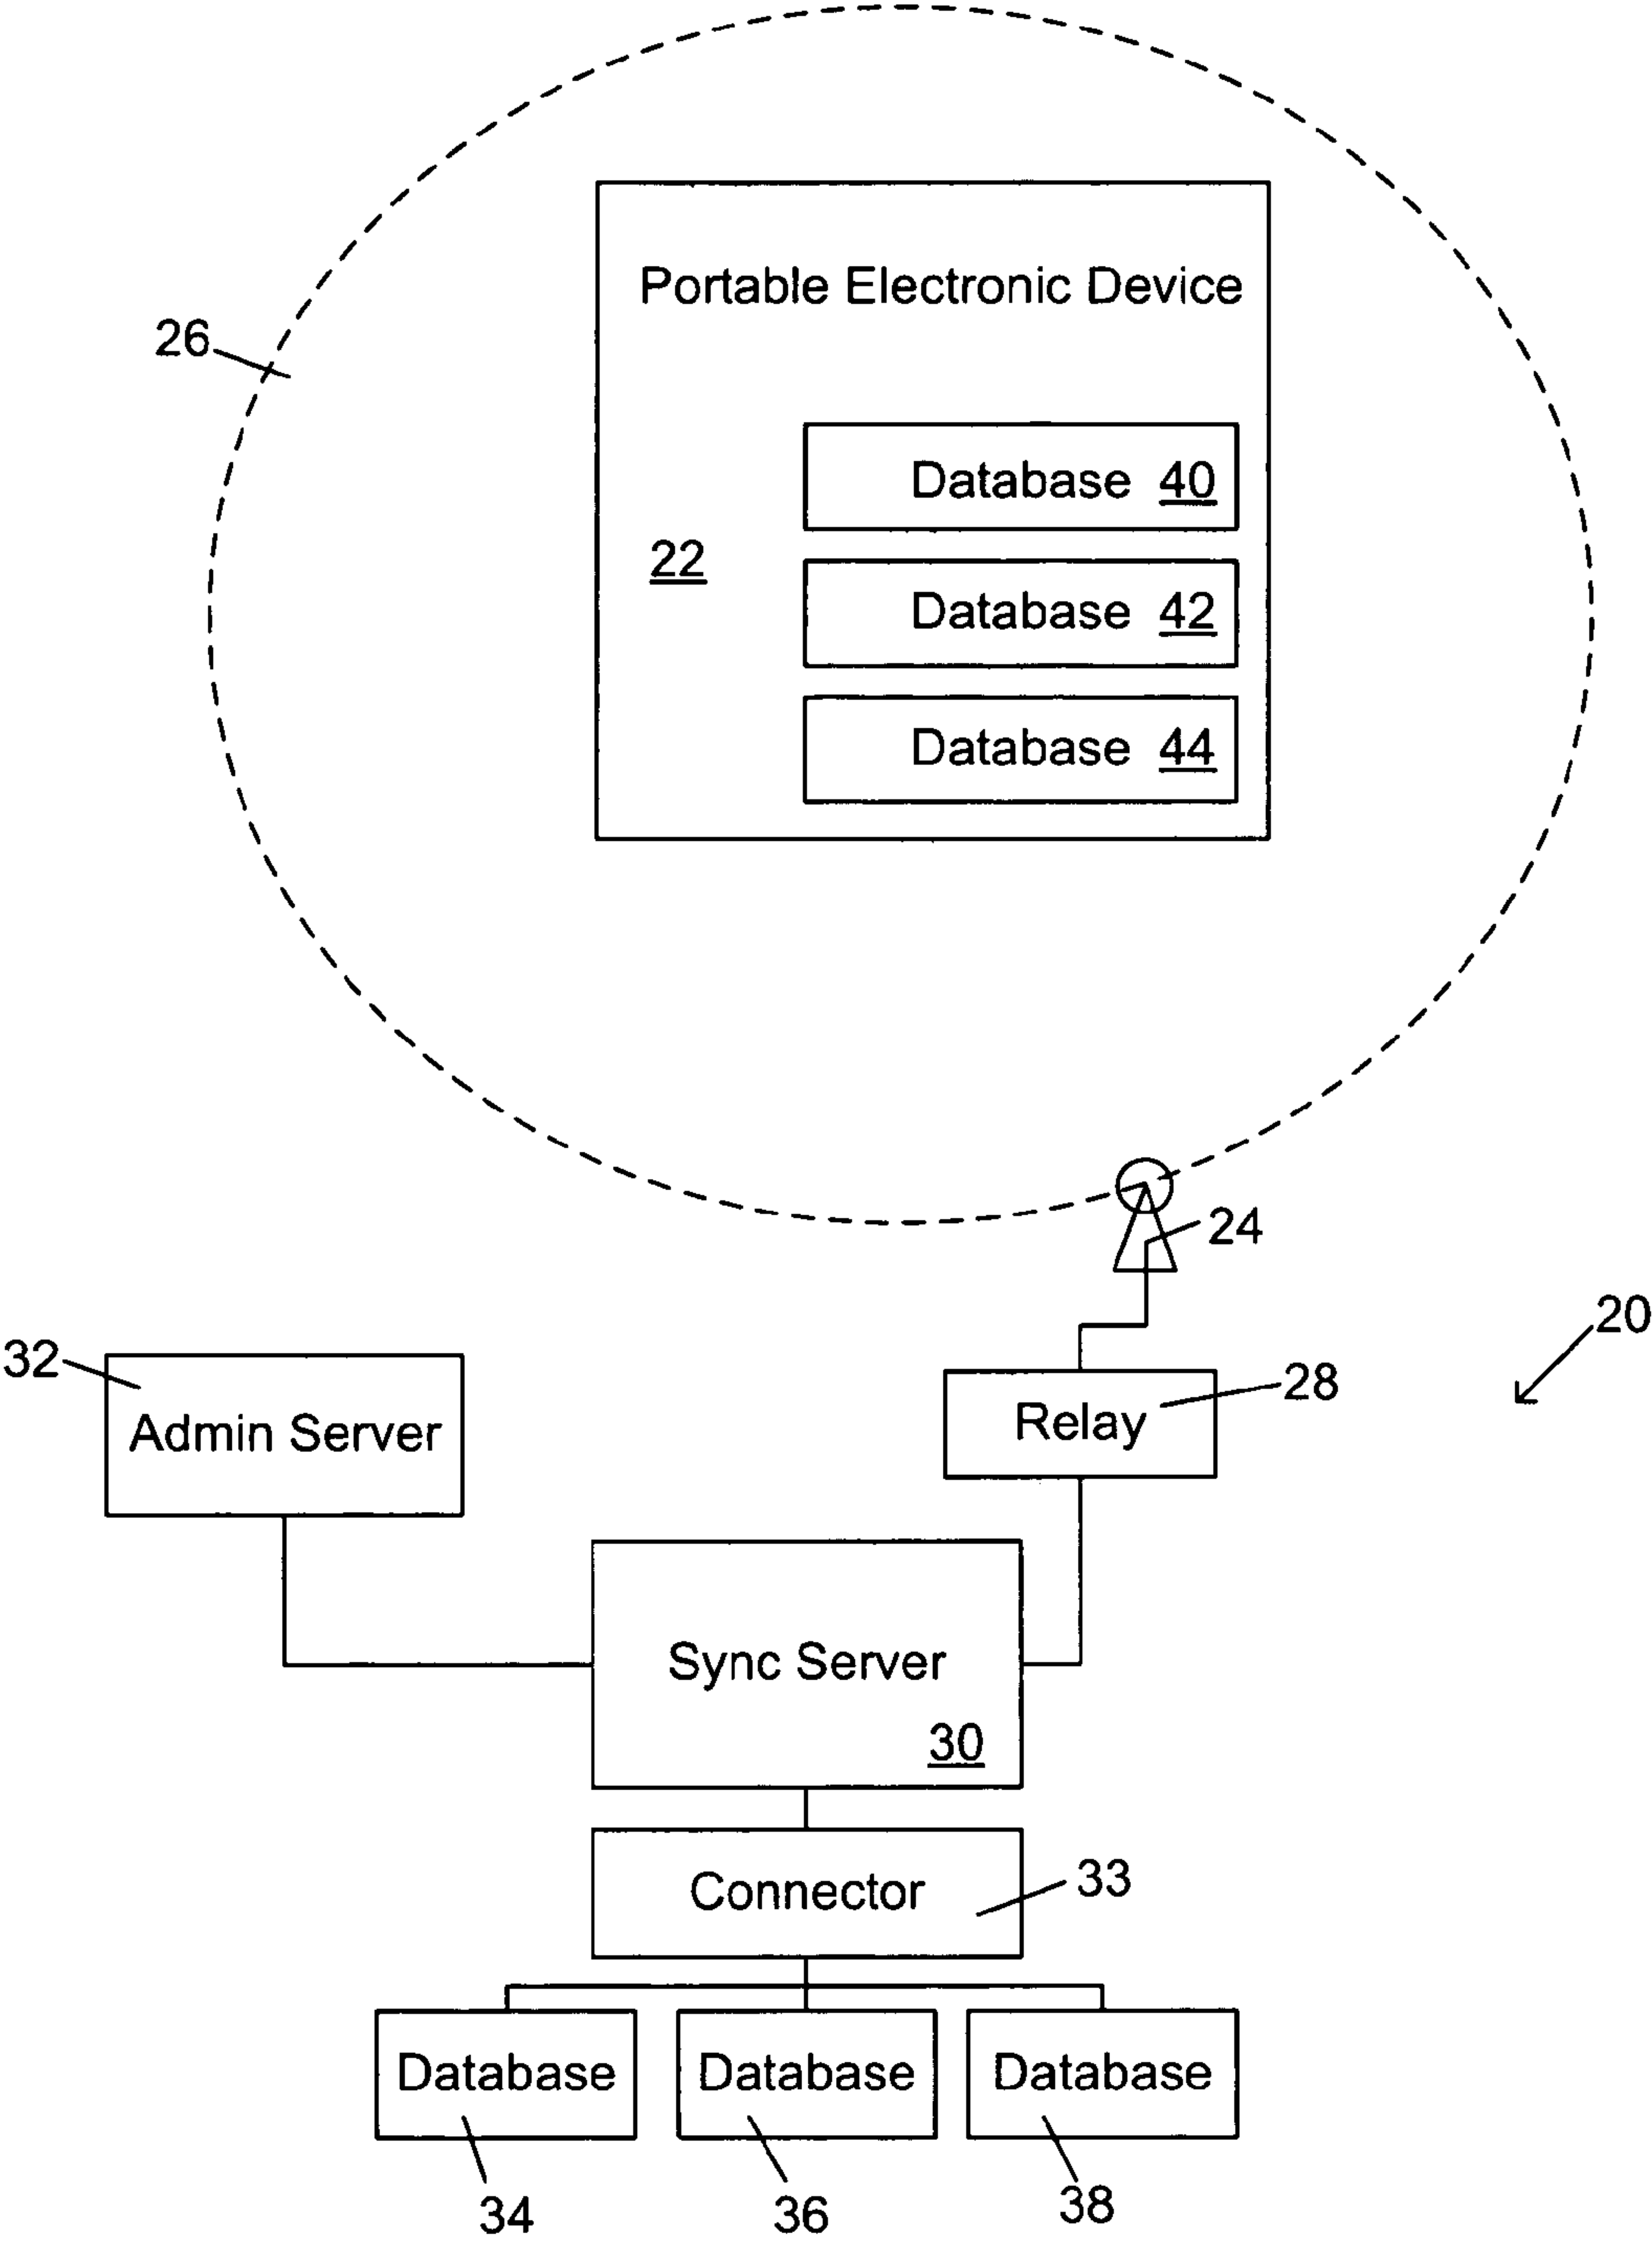 Portable Electronic Device
26
Database 40
22
Database 42
Database 44
24
20
32
Admin Server
28
Relay
Sync Server
30
Connector
33
Database
Database
Database
34
36
38